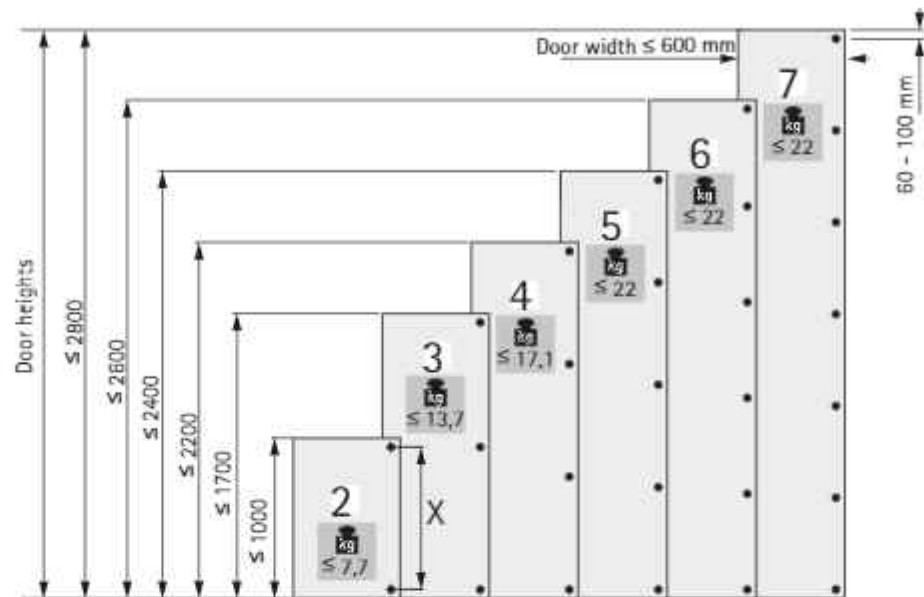 Door width ≤ 600 mm
60 - 100 mm
Door heights
≤ 2800
≤ 2600
≤ 2400
≤ 2200
≤ 1700
≤ 1000
7
kg
≤ 22
6
kg
≤ 22
5
kg
≤ 22
4
kg
≤ 17,1
3
kg
≤ 13,7
2
kg
≤ 7,7
X